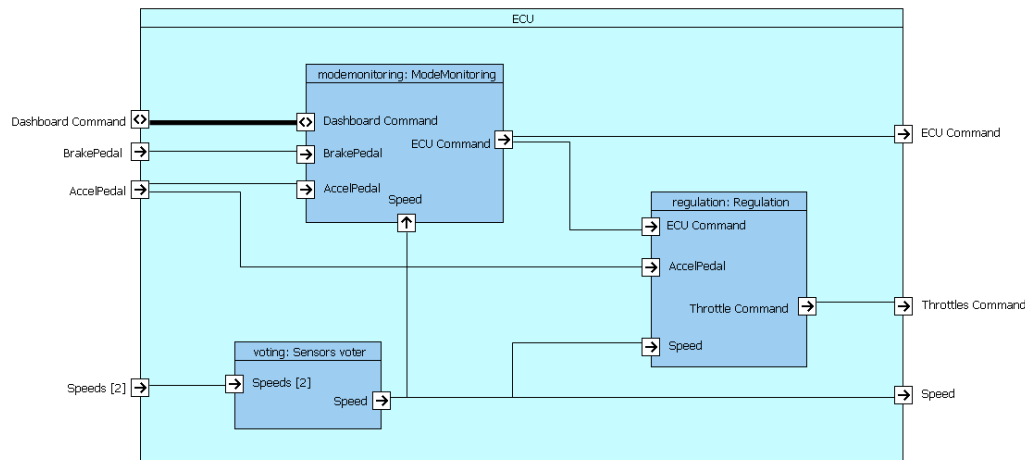 ECU
modemonitoring: ModeMonitoring
Dashboard Command
Dashboard Command
ECU Command
ECU Command
BrakePedal
BrakePedal
AccelPedal
AccelPedal
Speed
regulation: Regulation
ECU Command
AccelPedal
Throttle Command
Throttles Command
Speed
voting: Sensors voter
Speeds [2]
Speeds [2]
Speed
Speed